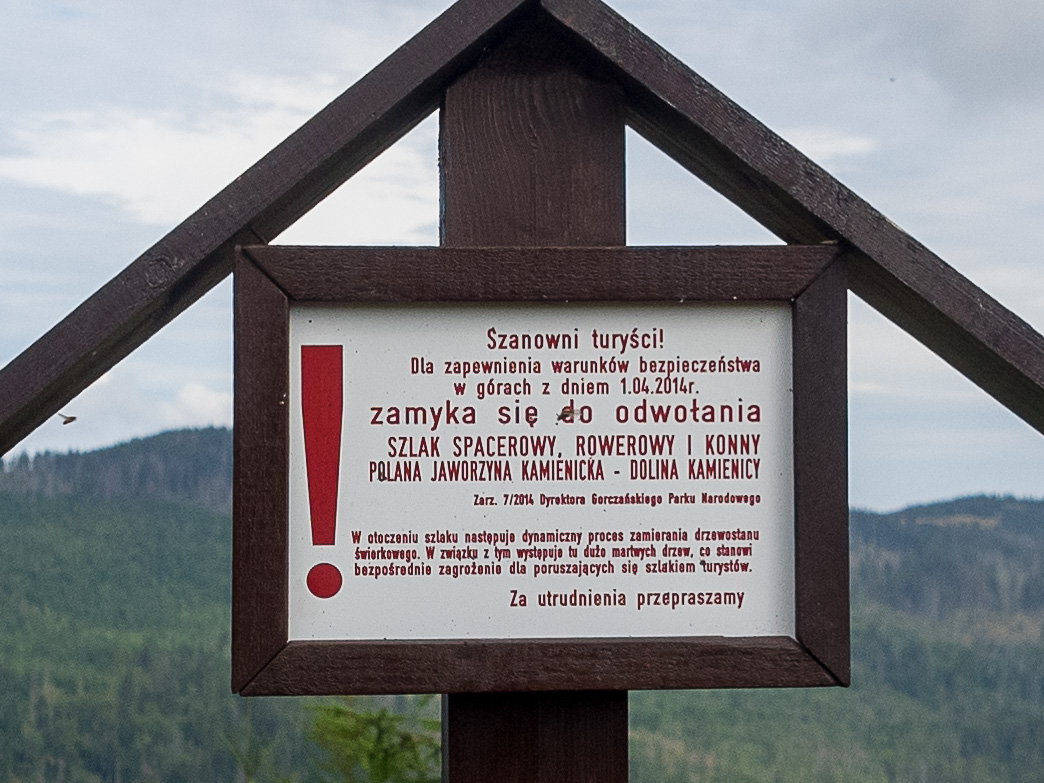 Szanowni turyści!
Dla zapewnienia warunków bezpieczeństwa
w górach z dniem 1.04.2014r.
zamyka się do odwołania
SZLAK SPACEROWY, ROWEROWY I KONNY
POLANA JAWORZYNA KAMIENICKA - DOLINA KAMIENICY
Zarz. 7/2014 Dyrektora Gorczańskiego Parku Narodowego
W otoczeniu szlaku następuje dynamiczny proces zamierania drzewostanu
świerkowego. W związku z tym występuje tu dużo martwych drzew, co stanowi
bezpośrednie zagrożenie dla poruszających się szlakiem turystów.
Za utrudnienia przepraszamy